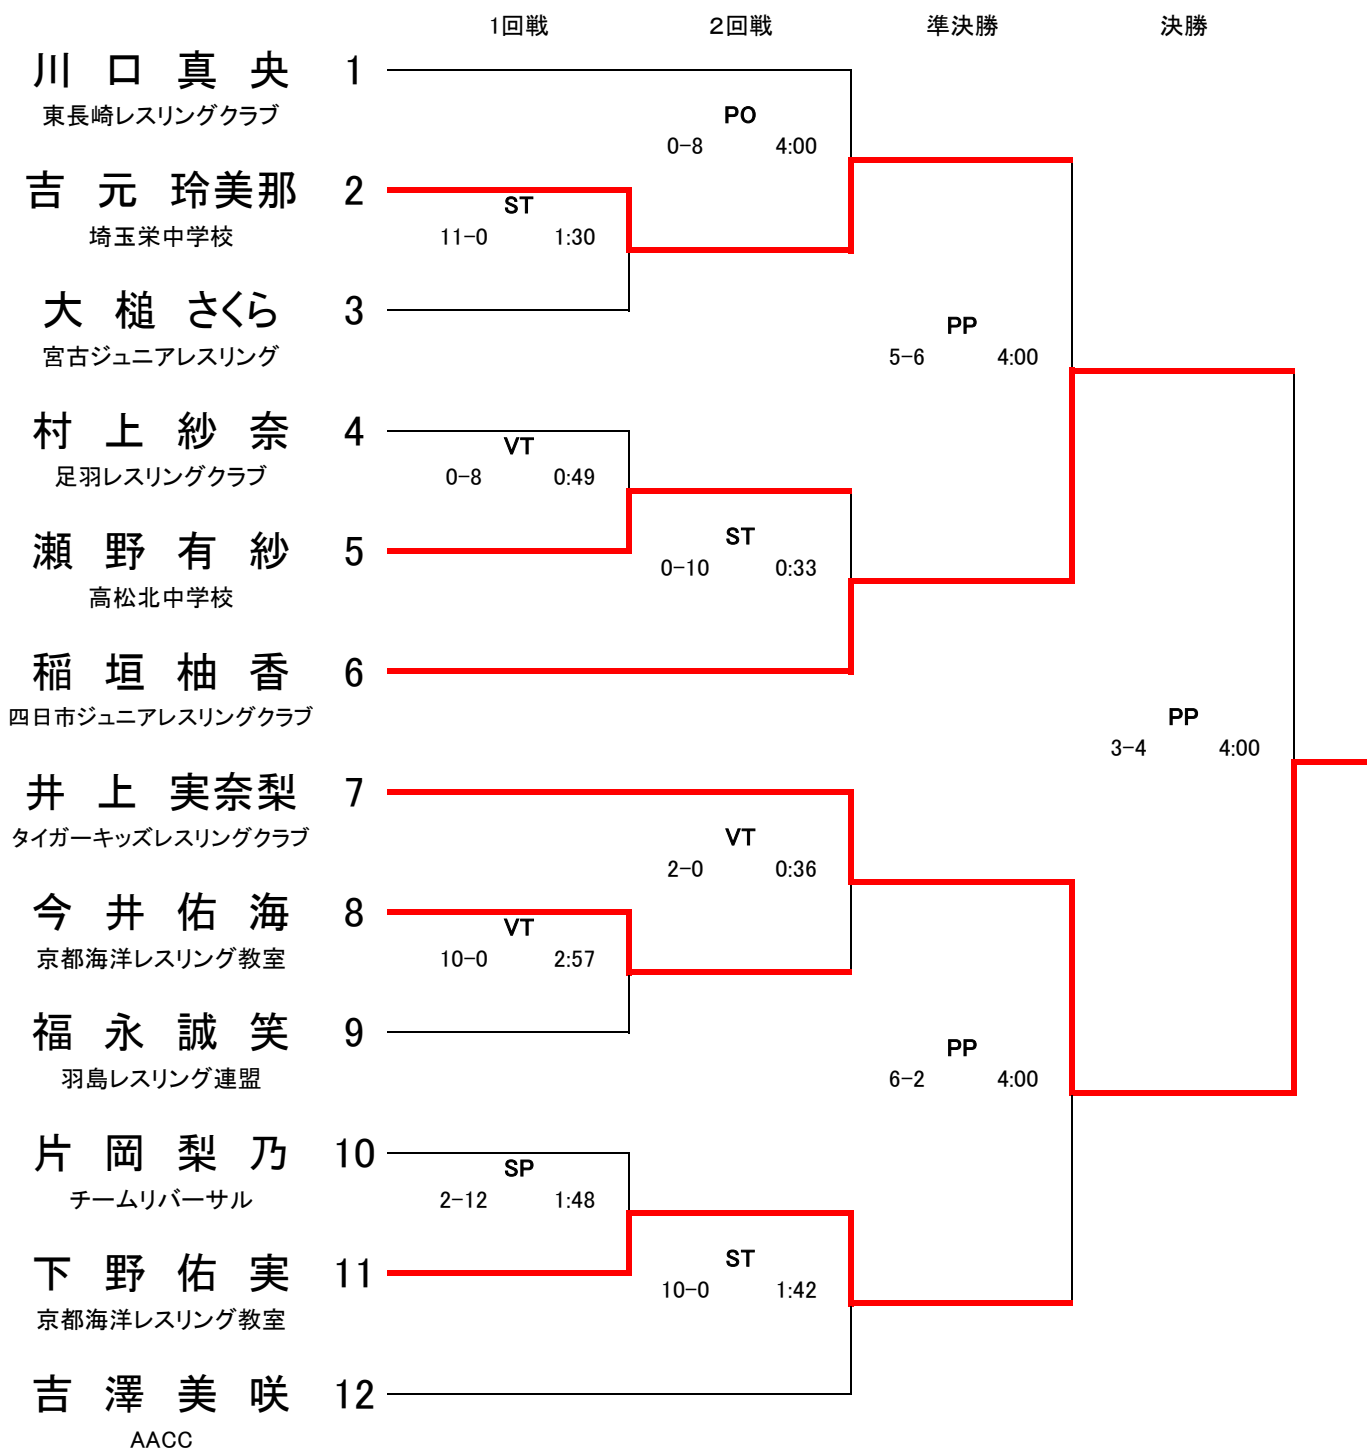 1回戦 2回戦 準決勝 決勝
川 口 真 央 1
東長崎レスリングクラブ
PO
0-8 4:00
吉 元 玲美那 2
埼玉栄中学校
ST
11-0 1:30
大 槌 さくら 3
宮古ジュニアレスリング
PP
5-6 4:00
村 上 紗 奈 4
足羽レスリングクラブ
VT
0-8 0:49
瀬 野 有 紗 5
高松北中学校
ST
0-10 0:33
稲 垣 柚 香 6
四日市ジュニアレスリングクラブ
PP
3-4 4:00
井 上 実奈梨 7
タイガーキッズレスリングクラブ
VT
2-0 0:36
今 井 佑 海 8
京都海洋レスリング教室
VT
10-0 2:57
福 永 誠 笑 9
羽島レスリング連盟
PP
6-2 4:00
片 岡 梨 乃 10
チームリバーサル
SP
2-12 1:48
下 野 佑 実 11
京都海洋レスリング教室
ST
10-0 1:42
吉 澤 美 咲 12
AACC